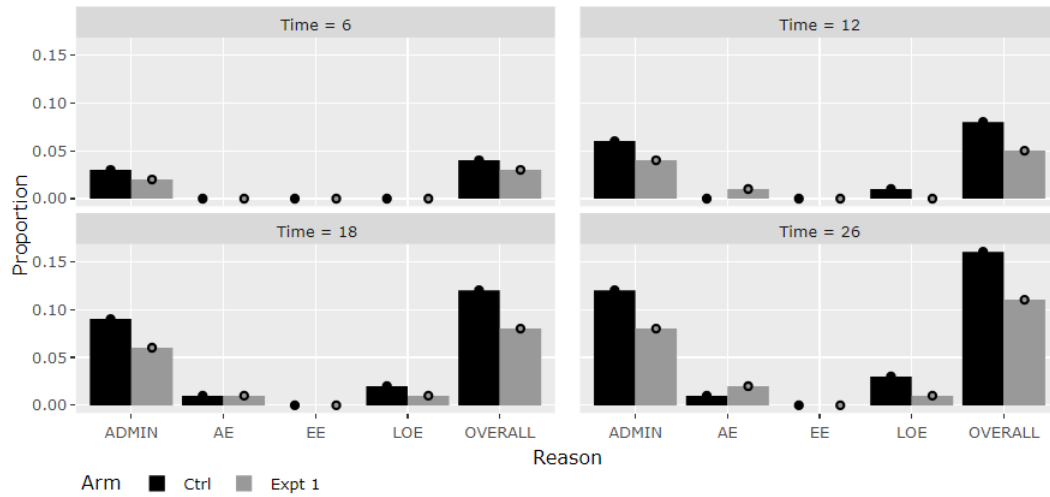 Time = 6
Time = 12
0.15
0.10
0.05
0.00
Time = 18
Time = 26
0.15
0.10
0.05
0.00
Proportion
ADMIN AE EE LOE OVERALL
ADMIN AE EE LOE OVERALL
Reason
Arm Ctrl Expt 1